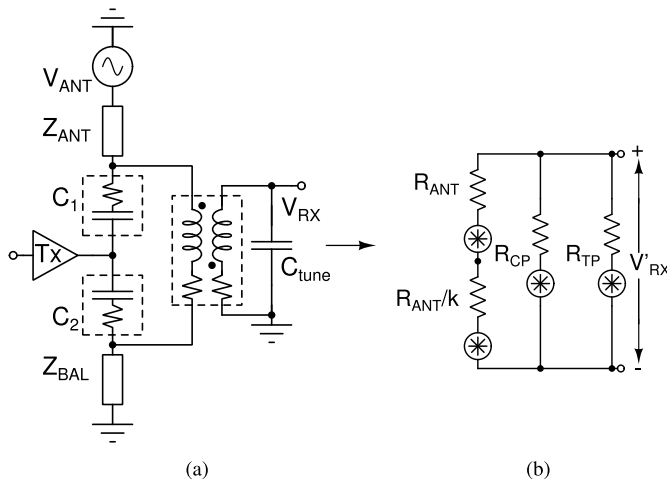 V_ANT
Z_ANT
C_1
Tx
C_2
Z_BAL
V_RX
C_tune
(a)
R_ANT
R_ANT/k
R_CP
R_TP
+
V'_RX
-
(b)